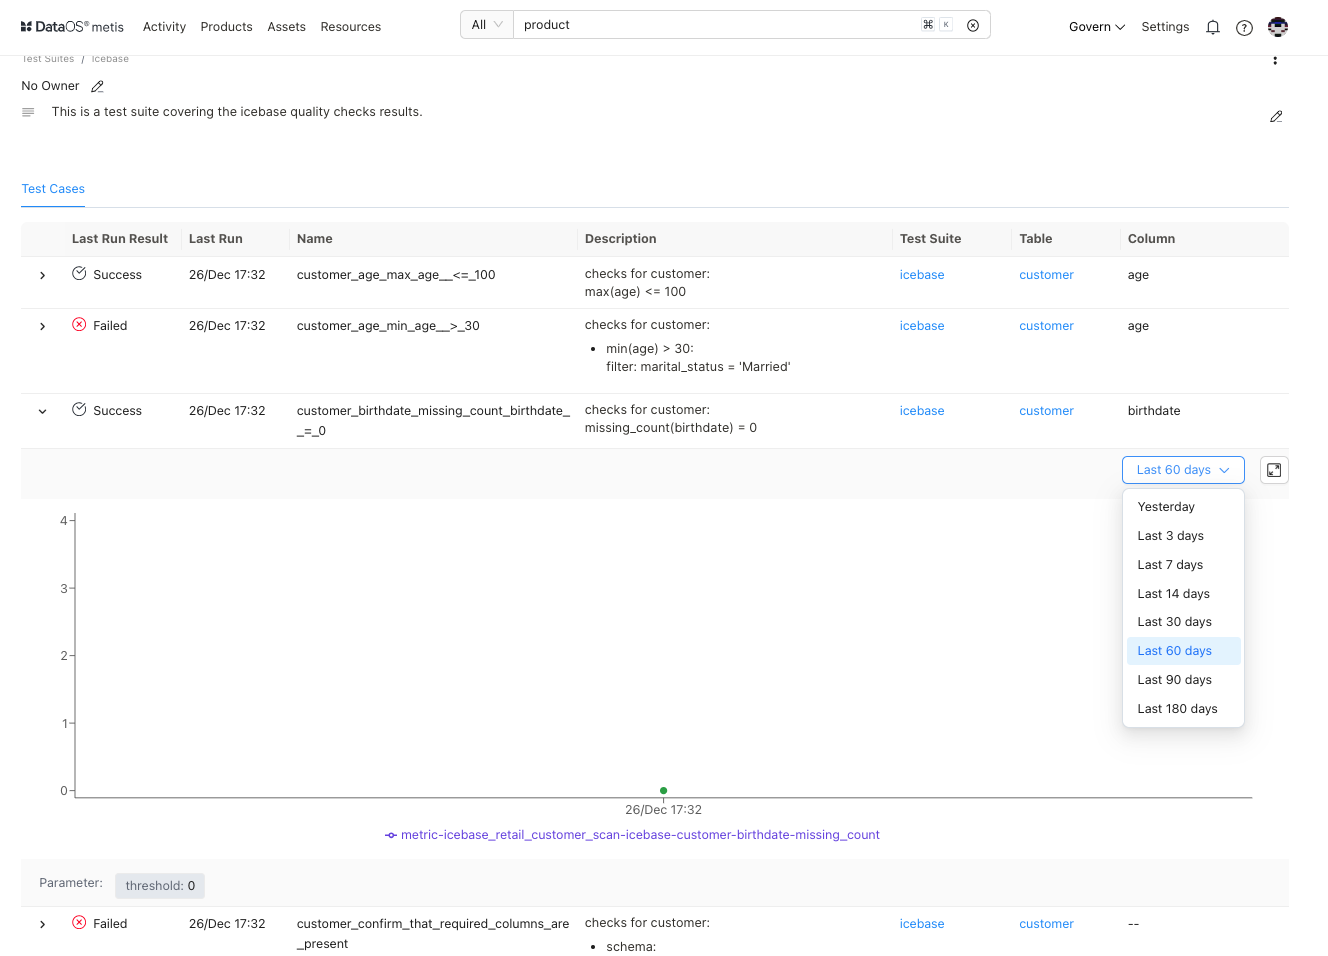 DataOS® metis Activity Products Assets Resources All product ⌘ K Govern Settings
Test Suites / Icebase
No Owner
This is a test suite covering the icebase quality checks results.
Test Cases
Last Run Result Last Run Name Description Test Suite Table Column
Success 26/Dec 17:32 customer_age_max_age__<=_100 checks for customer: icebase customer age
max(age) <= 100
Failed 26/Dec 17:32 customer_age_min_age__>_30 checks for customer: icebase customer age
• min(age) > 30:
filter: marital_status = 'Married'
Success 26/Dec 17:32 customer_birthdate_missing_count_birthdate_ checks for customer: icebase customer birthdate
_=_0 missing_count(birthdate) = 0
Last 60 days
Yesterday
Last 3 days
Last 7 days
Last 14 days
Last 30 days
Last 60 days
Last 90 days
Last 180 days
4
3
2
1
0
26/Dec 17:32
metric-icebase_retail_customer_scan-icebase-customer-birthdate-missing_count
Parameter: threshold: 0
Failed 26/Dec 17:32 customer_confirm_that_required_columns_are checks for customer: icebase customer --
_present • schema: